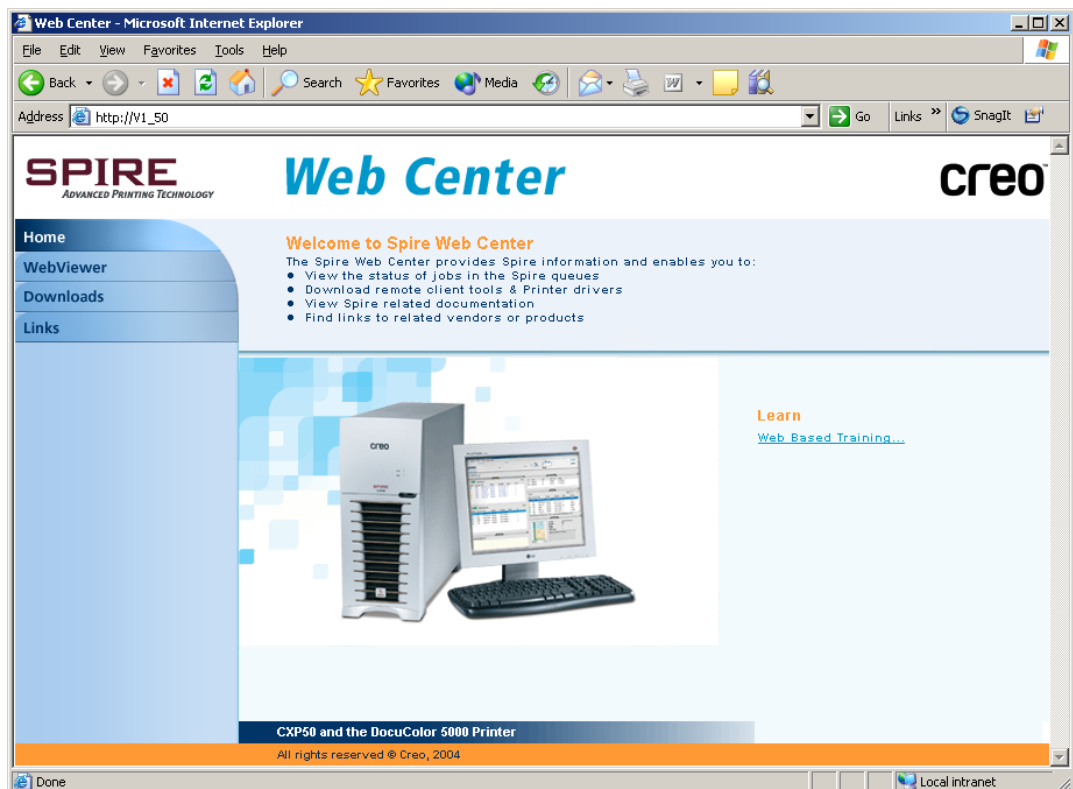 Web Center - Microsoft Internet Explorer
File Edit View Favorites Tools Help
Back Search Favorites Media
Address http://V1_50 Go Links » SnagIt
SPIRE
ADVANCED PRINTING TECHNOLOGY
Web Center
creo
Home
WebViewer
Downloads
Links
Welcome to Spire Web Center
The Spire Web Center provides Spire information and enables you to:
● View the status of jobs in the Spire queues
● Download remote client tools & Printer drivers
● View Spire related documentation
● Find links to related vendors or products
creo
Learn
Web Based Training...
CXP50 and the DocuColor 5000 Printer
All rights reserved © Creo, 2004
Done Local intranet